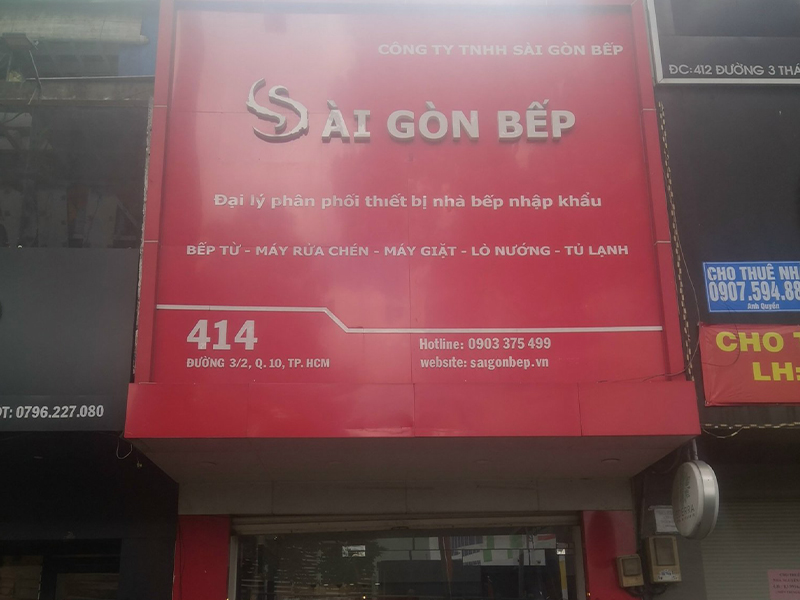 CÔNG TY TNHH SÀI GÒN BẾP
SÀI GÒN BẾP
Đại lý phân phối thiết bị nhà bếp nhập khẩu
BẾP TỪ - MÁY RỬA CHÉN - MÁY GIẶT - LÒ NƯỚNG - TỦ LẠNH
414
ĐƯỜNG 3/2, Q. 10, TP. HCM
Hotline: 0903 375 499
website: saigonbep.vn
ĐC:412 ĐƯỜNG 3
CHO THUÊ
0907.594.88
Anh Quyền
CHO
LH:
ĐT: 0796.227.080